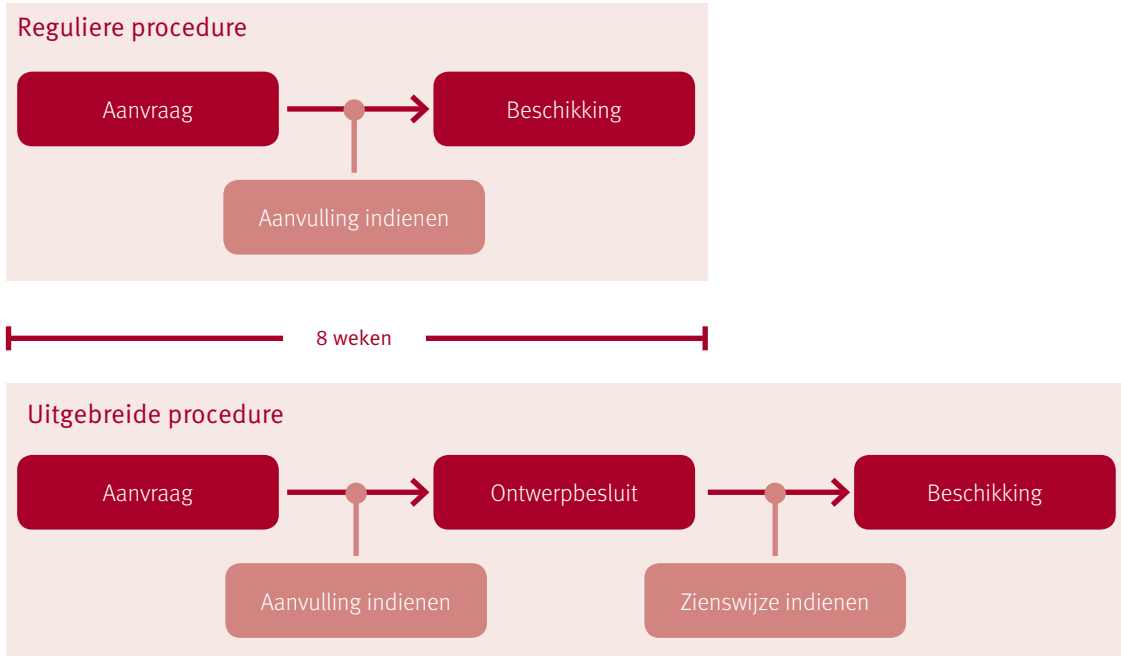 Reguliere procedure
Aanvraag
Beschikking
Aanvulling indienen
8 weken
Uitgebreide procedure
Aanvraag
Ontwerpbesluit
Beschikking
Aanvulling indienen
Zienswijze indienen